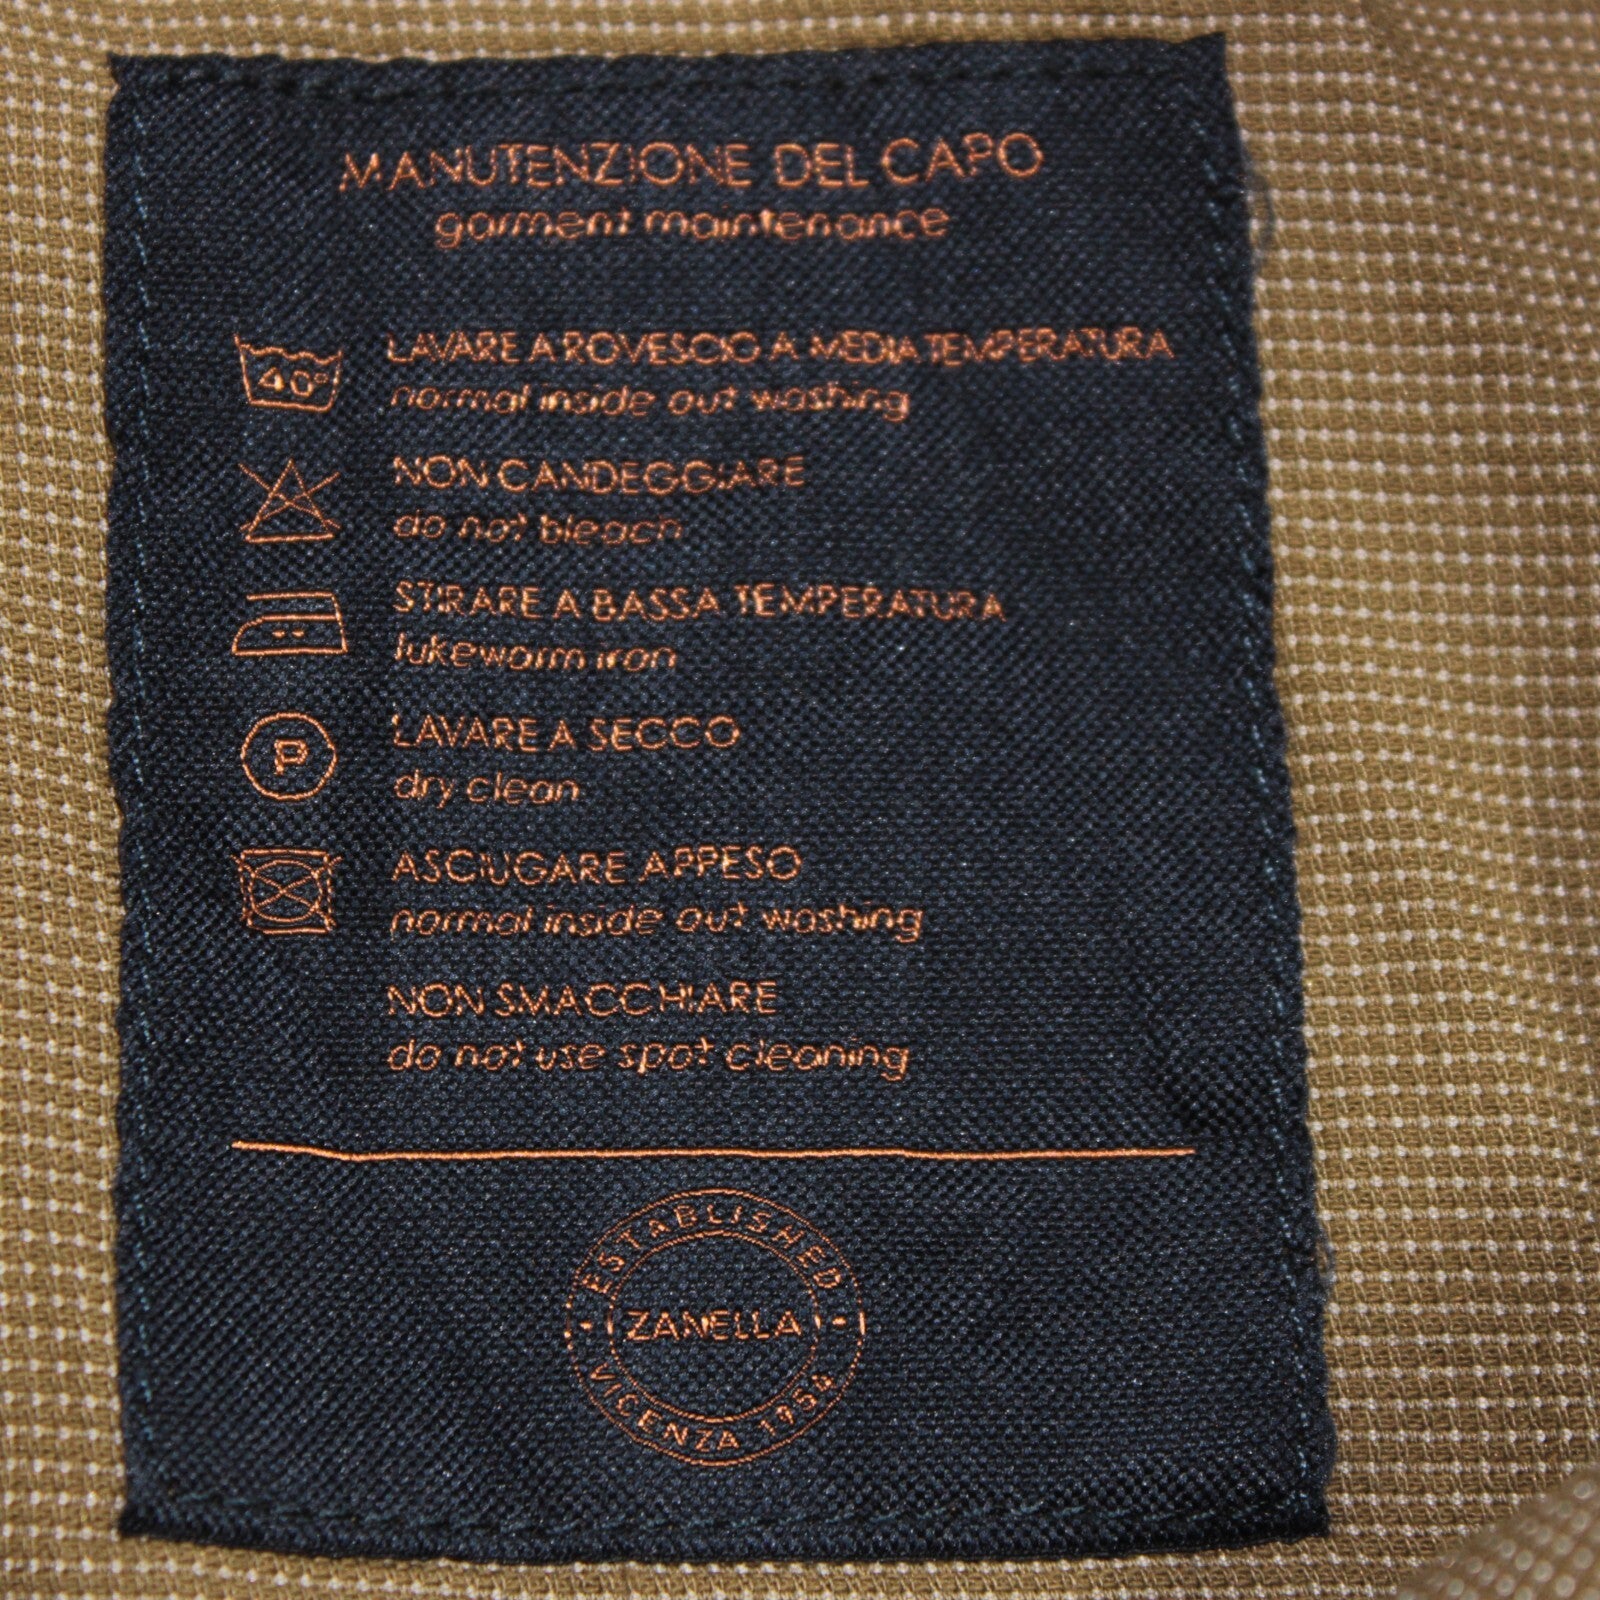 MANUTENZIONE DEL CAPO
garment maintenance
40°
LAVARE A ROVESCIO A MEDIA TEMPERATURA
normal inside out washing
NON CANDEGGIARE
do not bleach
STIRARE A BASSA TEMPERATURA
lukewarm iron
P
LAVARE A SECCO
dry clean
ASCIUGARE APPESO
normal inside out washing
NON SMACCHIARE
do not use spot cleaning
ESTABLISHED
- ZANELLA -
VICENZA 1954